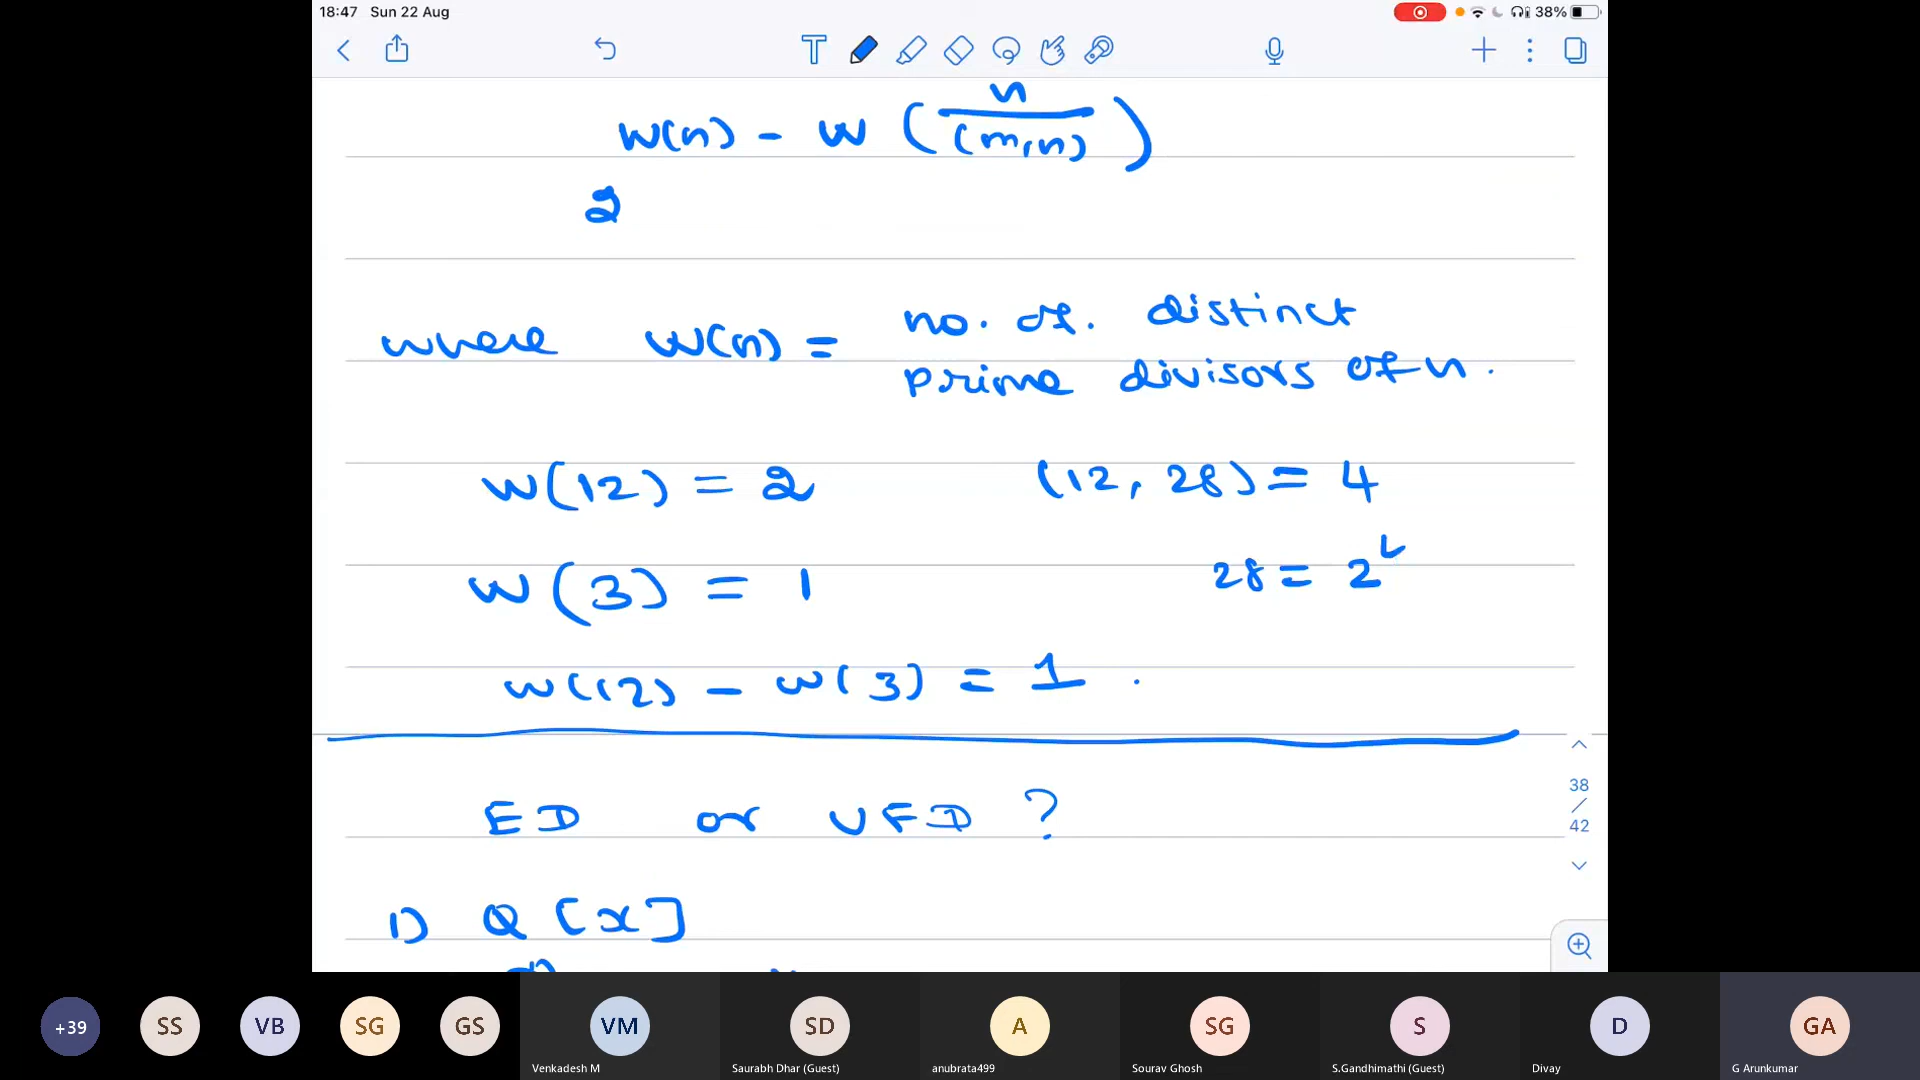 18:47 Sun 22 Aug
38%
n
w(n) - w ( (m,n) )
2
where w(n) = no. of. distinct
prime divisors of n.
w(12) = 2 (12, 28) = 4
w(3) = 1 28 = 2
w(12) - w(3) = 1 .
38
42
ED or UFD ?
1) Q[x]
+39 SS VB SG GS VM SD A SG S D GA
Venkadesh M Saurabh Dhar (Guest) anubrata499 Sourav Ghosh S.Gandhimathi (Guest) Divay G Arunkumar